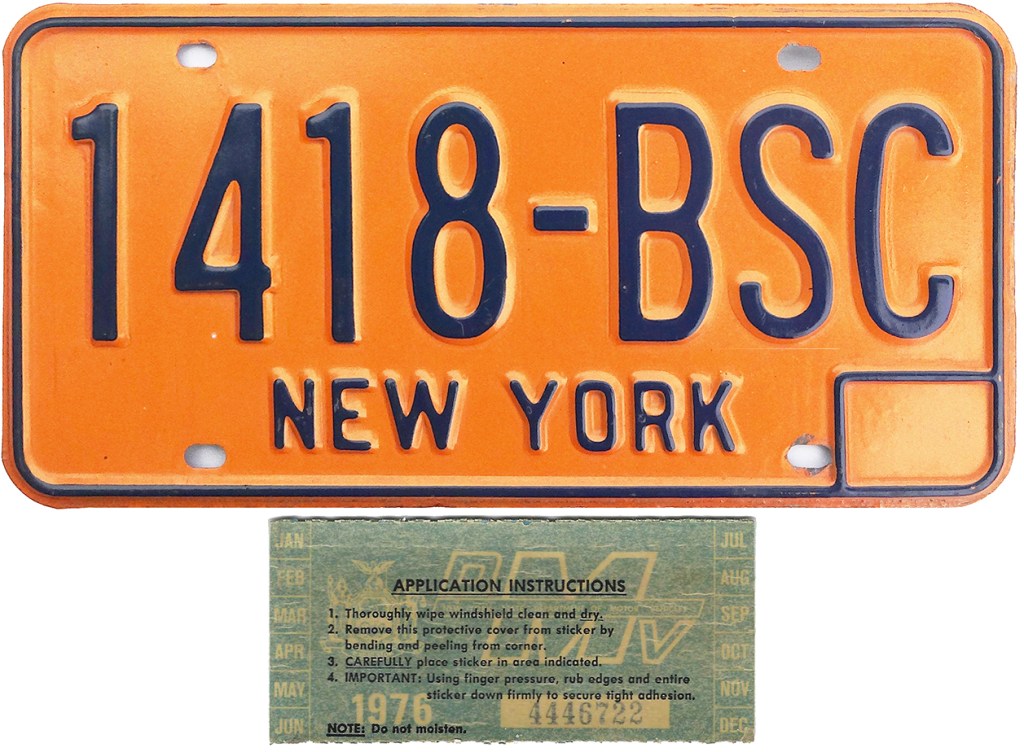 1418-BSC
NEW YORK
JAN
FEB
MAR
APR
MAY
JUN
DMV
APPLICATION INSTRUCTIONS
1. Thoroughly wipe windshield clean and dry.
2. Remove this protective cover from sticker by
bending and peeling from corner.
3. CAREFULLY place sticker in area indicated.
4. IMPORTANT: Using finger pressure, rub edges and entire
sticker down firmly to secure tight adhesion.
1976
4446722
NOTE: Do not moisten.
JUL
AUG
SEP
OCT
NOV
DEC